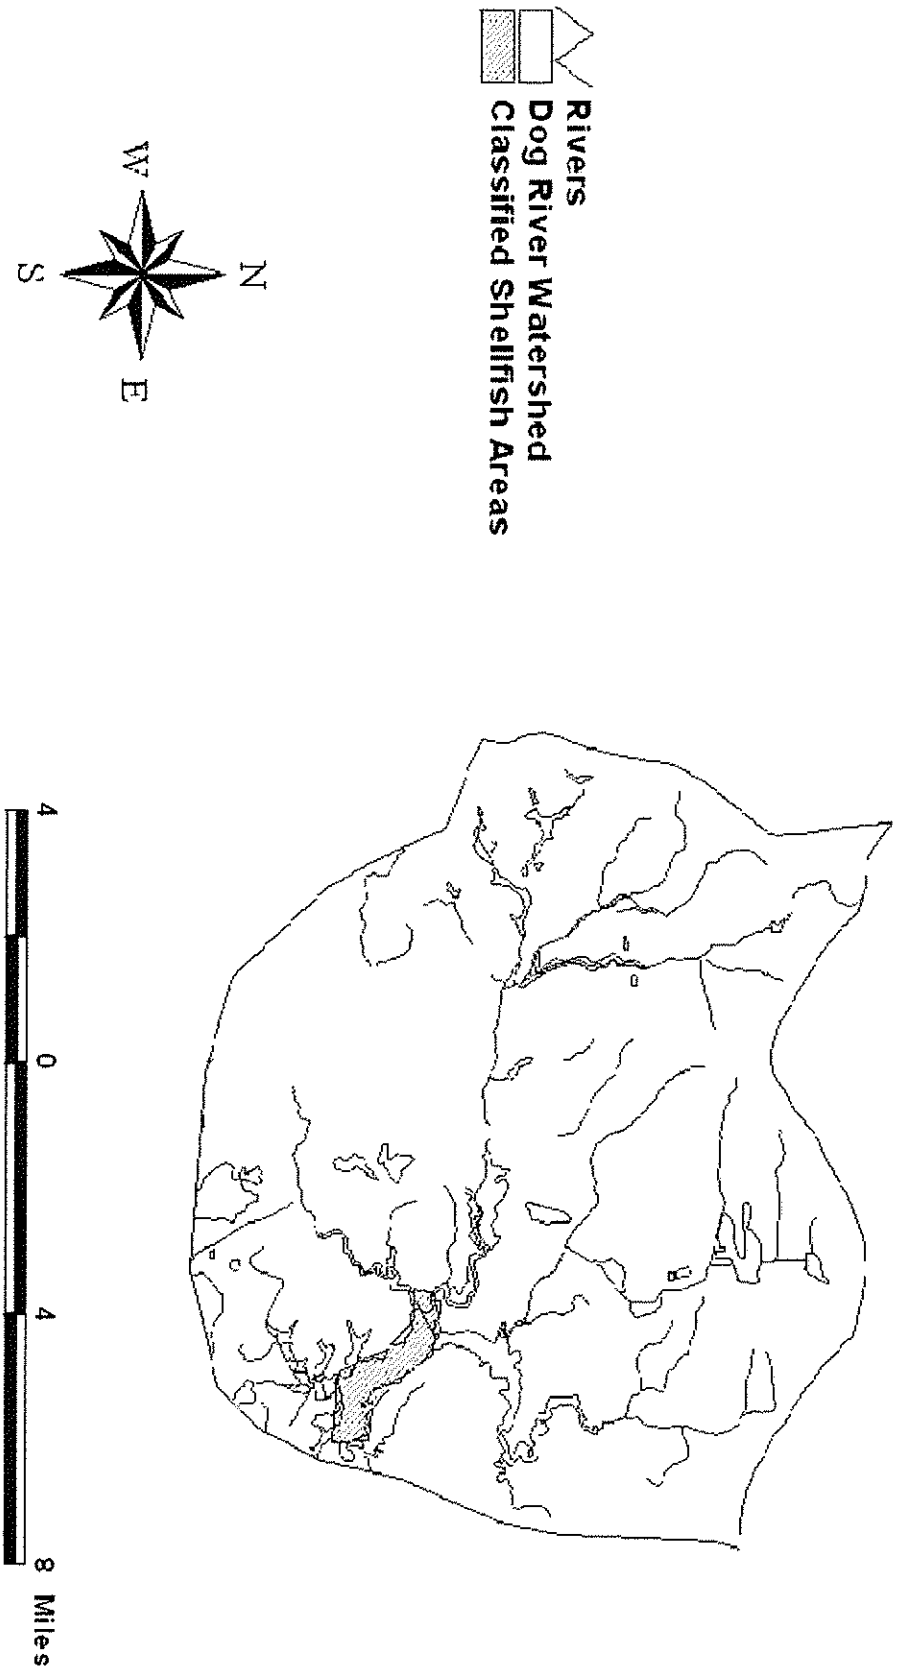 Rivers
Dog River Watershed
Classified Shellfish Areas
N
W
E
S
4 0 4 8 Miles